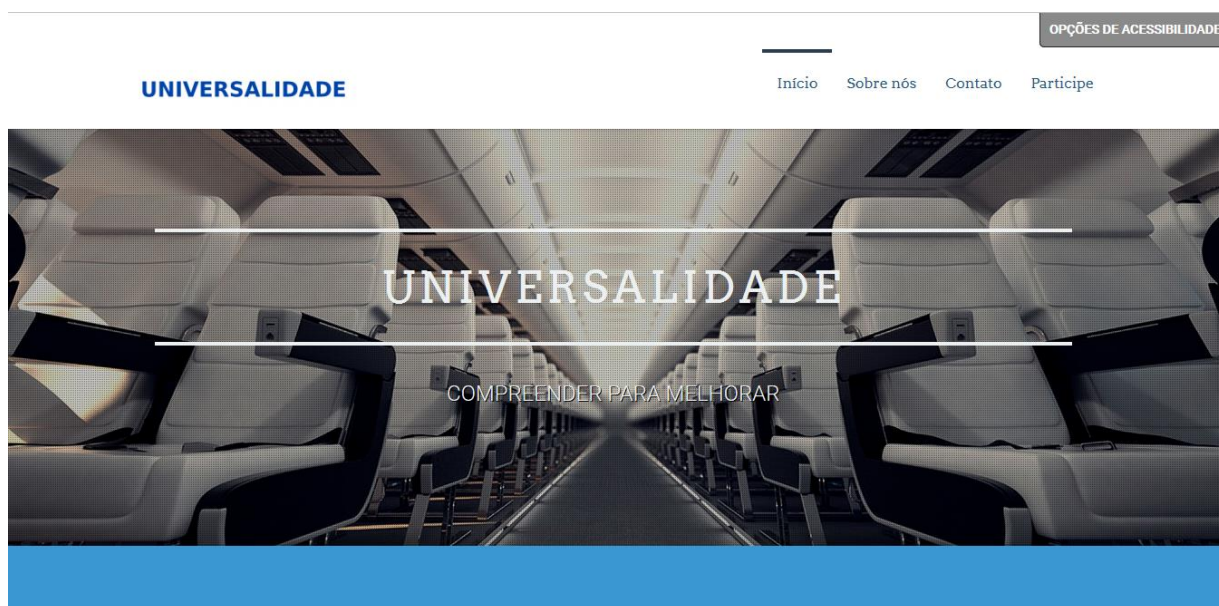 OPÇÕES DE ACESSIBILIDADE
UNIVERSALIDADE
Início Sobre nós Contato Participe
UNIVERSALIDADE
COMPREENDER PARA MELHORAR